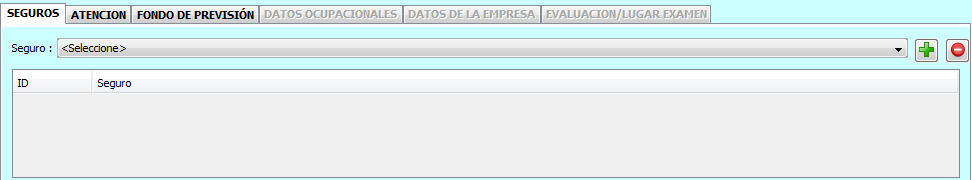 SEGUROS ATENCION FONDO DE PREVISIÓN DATOS OCUPACIONALES DATOS DE LA EMPRESA EVALUACION/LUGAR EXAMEN
Seguro : <Seleccione>
ID Seguro